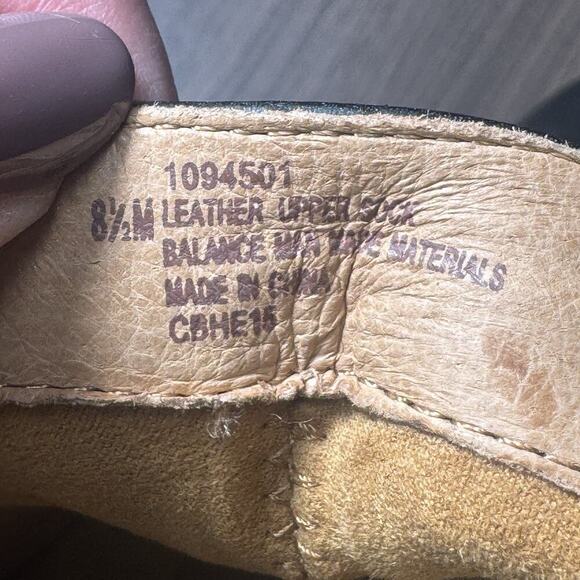 1094501
8½M LEATHER UPPER SOCK
BALANCE MAN MADE MATERIALS
MADE IN CHINA
CBHE15